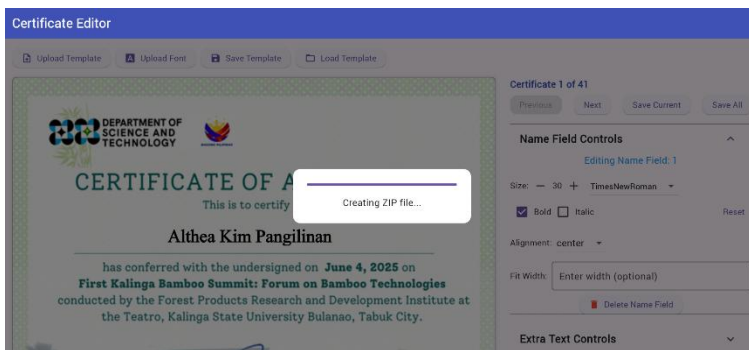 Certificate Editor
Upload Template
Upload Font
Save Template
Load Template
DEPARTMENT OF
SCIENCE AND
TECHNOLOGY
CERTIFICATE OF A
This is to certify
Althea Kim Pangilinan
has conferred with the undersigned on June 4, 2025 on
First Kalinga Bamboo Summit: Forum on Bamboo Technologies
conducted by the Forest Products Research and Development Institute at
the Teatro, Kalinga State University Bulanao, Tabuk City.
Creating ZIP file...
Certificate 1 of 41
Previous
Next
Save Current
Save All
Name Field Controls
Editing Name Field: 1
Size: — 30 + TimesNewRoman
Bold
Italic
Reset
Alignment: center
Fit Width: Enter width (optional)
Delete Name Field
Extra Text Controls